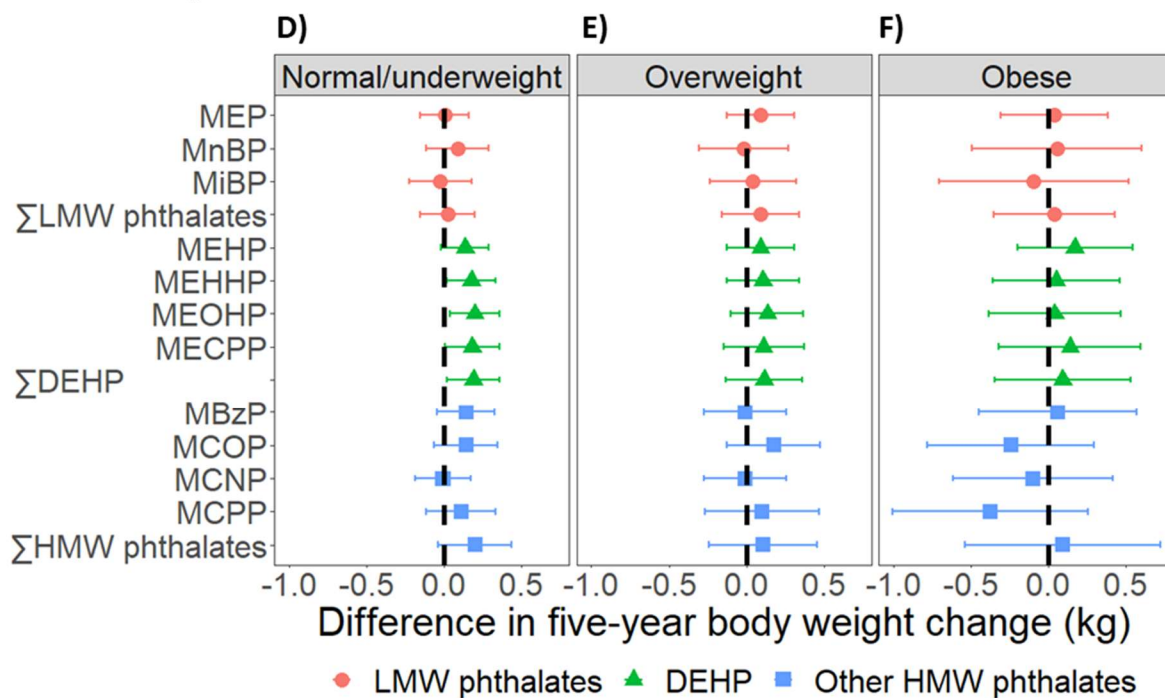 D) E) F)
Normal/underweight Overweight Obese
MEP
MnBP
MiBP
∑LMW phthalates
MEHP
MEHHP
MEOHP
MECPP
∑DEHP
MBzP
MCOP
MCNP
MCPP
∑HMW phthalates
-1.0 -0.5 0.0 0.5 -1.0 -0.5 0.0 0.5 -1.0 -0.5 0.0 0.5
Difference in five-year body weight change (kg)
LMW phthalates DEHP Other HMW phthalates